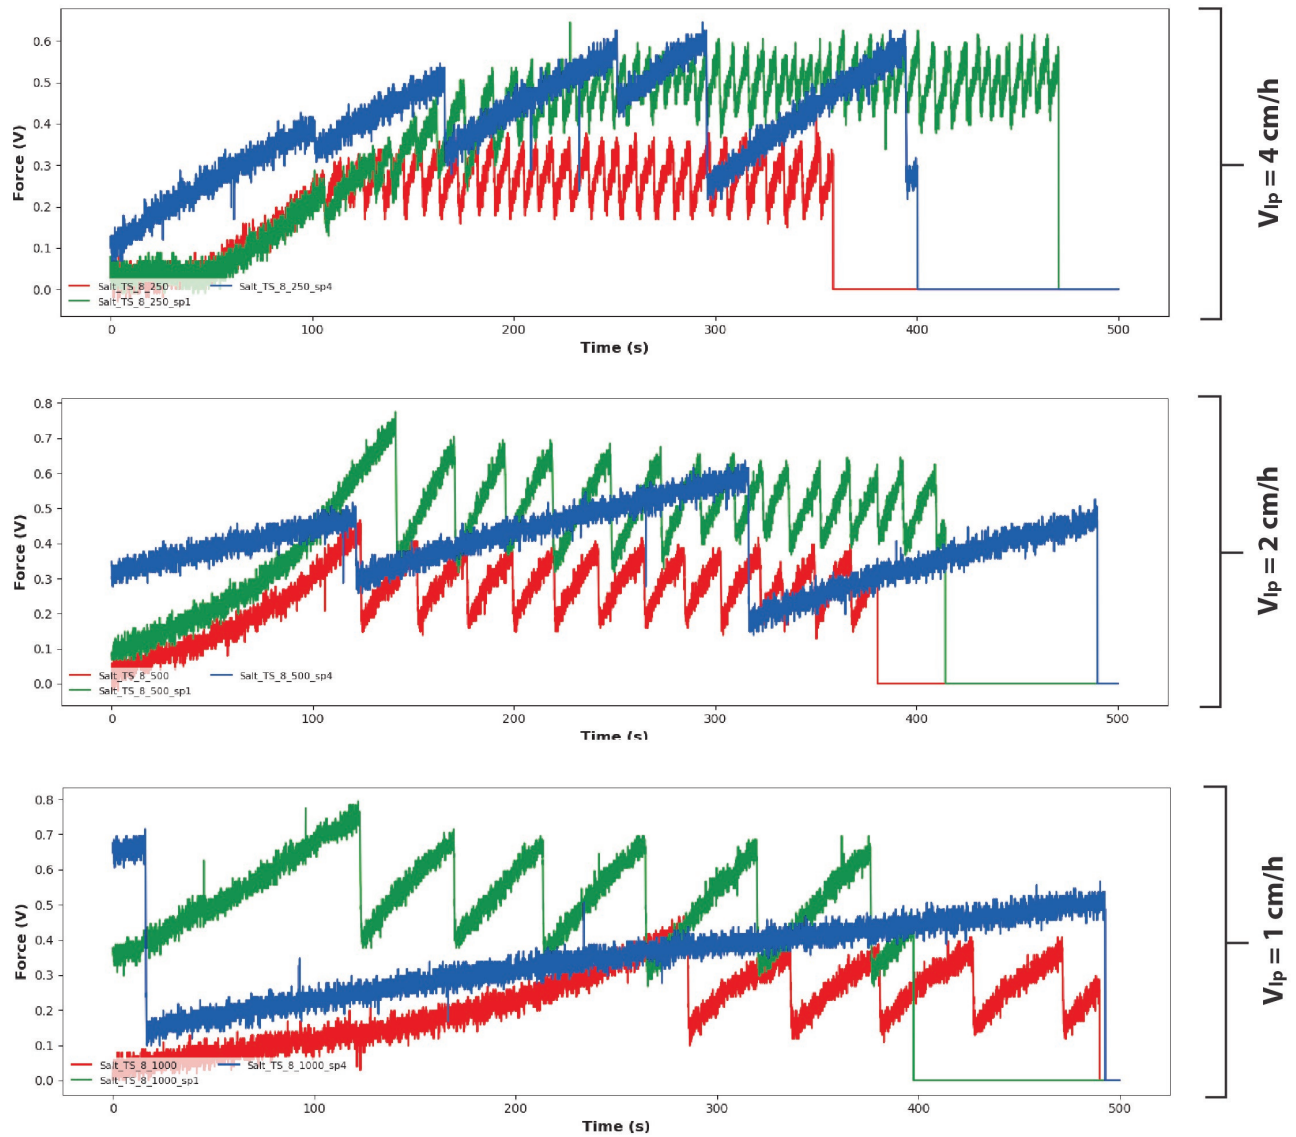 0.6
0.5
0.4
0.3
0.2
0.1
0.0
Force (V)
Salt_TS_8_250
Salt_TS_8_250_sp4
Salt_TS_8_250_sp1
0 100 200 300 400 500
Time (s)
V_lp = 4 cm/h
0.8
0.7
0.6
0.5
0.4
0.3
0.2
0.1
0.0
Force (V)
Salt_TS_8_500
Salt_TS_8_500_sp4
Salt_TS_8_500_sp1
0 100 200 300 400 500
Time (s)
V_lp = 2 cm/h
0.8
0.7
0.6
0.5
0.4
0.3
0.2
0.1
0.0
Force (V)
Salt_TS_8_1000
Salt_TS_8_1000_sp4
Salt_TS_8_1000_sp1
0 100 200 300 400 500
Time (s)
V_lp = 1 cm/h